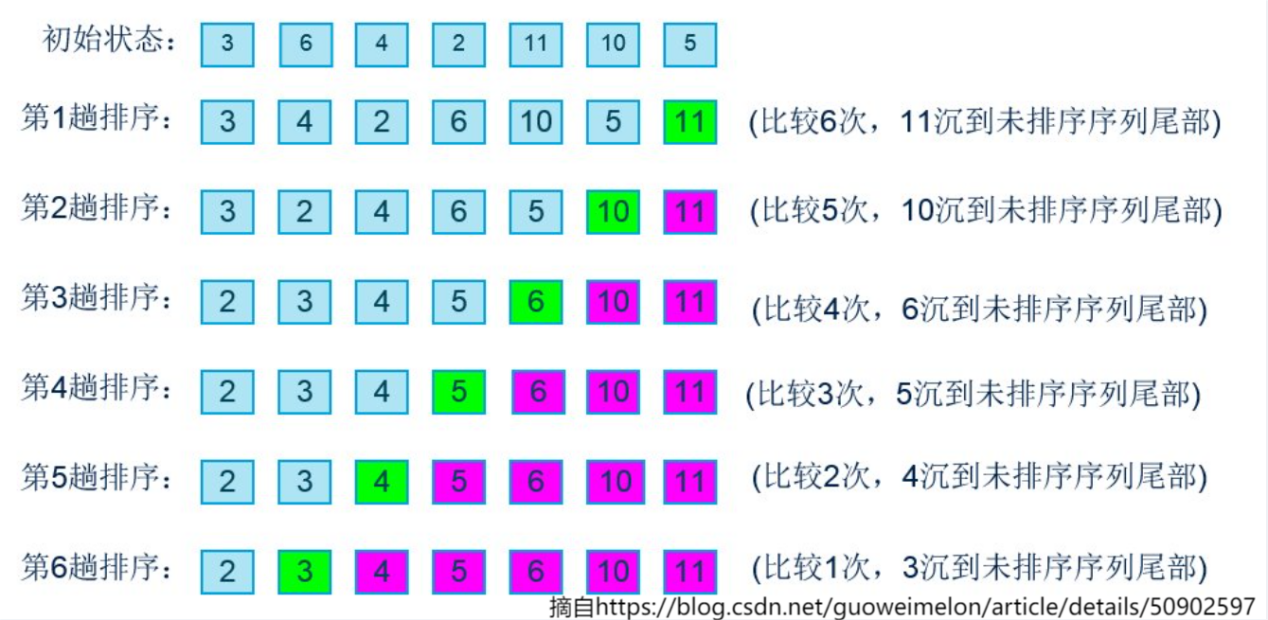 初始状态： 3 6 4 2 11 10 5
第1趟排序： 3 4 2 6 10 5 11 (比较6次，11沉到未排序序列尾部)
第2趟排序： 3 2 4 6 5 10 11 (比较5次，10沉到未排序序列尾部)
第3趟排序： 2 3 4 5 6 10 11 (比较4次，6沉到未排序序列尾部)
第4趟排序： 2 3 4 5 6 10 11 (比较3次，5沉到未排序序列尾部)
第5趟排序： 2 3 4 5 6 10 11 (比较2次，4沉到未排序序列尾部)
第6趟排序： 2 3 4 5 6 10 11 (比较1次，3沉到未排序序列尾部)
摘自https://blog.csdn.net/guoweimelon/article/details/50902597